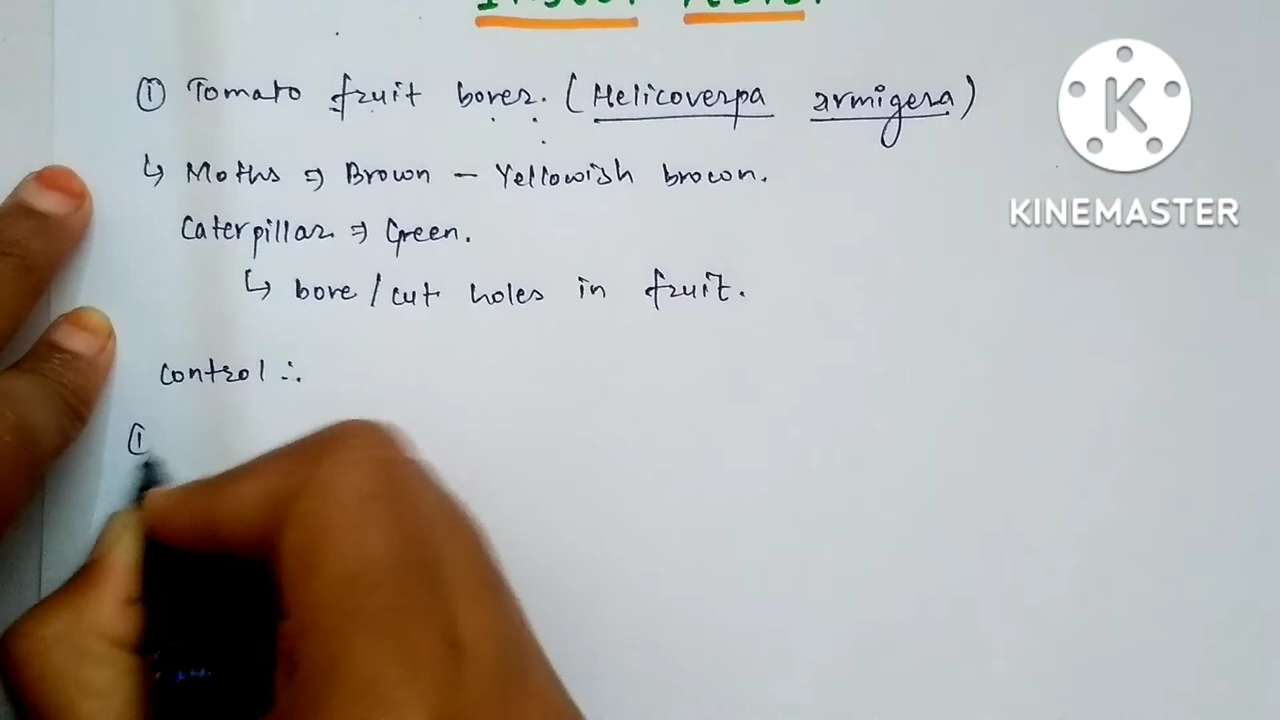 ① Tomato fruit borer. (Helicoverpa armigera)
↳ Moths ⇒ Brown – Yellowish brown.
Caterpillar ⇒ Green.
↳ bore/cut holes in fruit.
control ∴
①
K
KINEMASTER